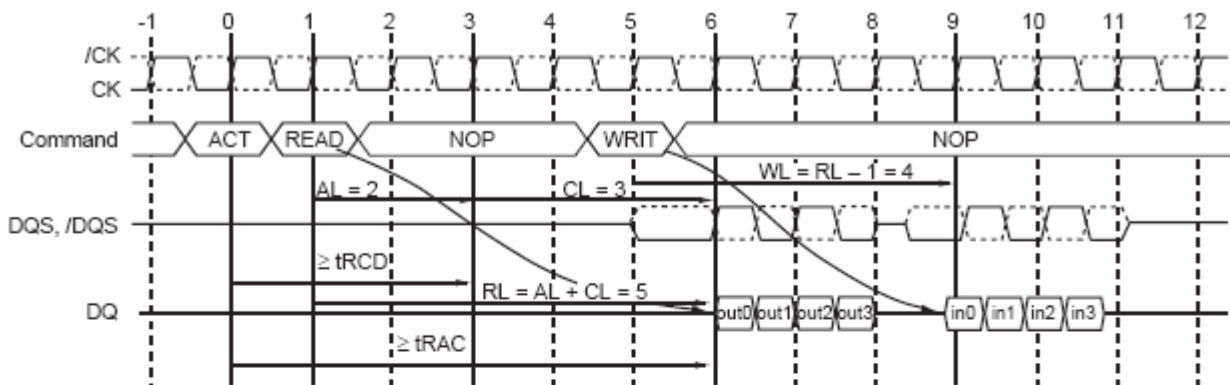 -1 0 1 2 3 4 5 6 7 8 9 10 11 12
/CK
CK
Command ACT READ NOP WRIT NOP
WL = RL – 1 = 4
AL = 2 CL = 3
DQS, /DQS
≥ tRCD
RL = AL + CL = 5
DQ out0 out1 out2 out3 in0 in1 in2 in3
≥ tRAC